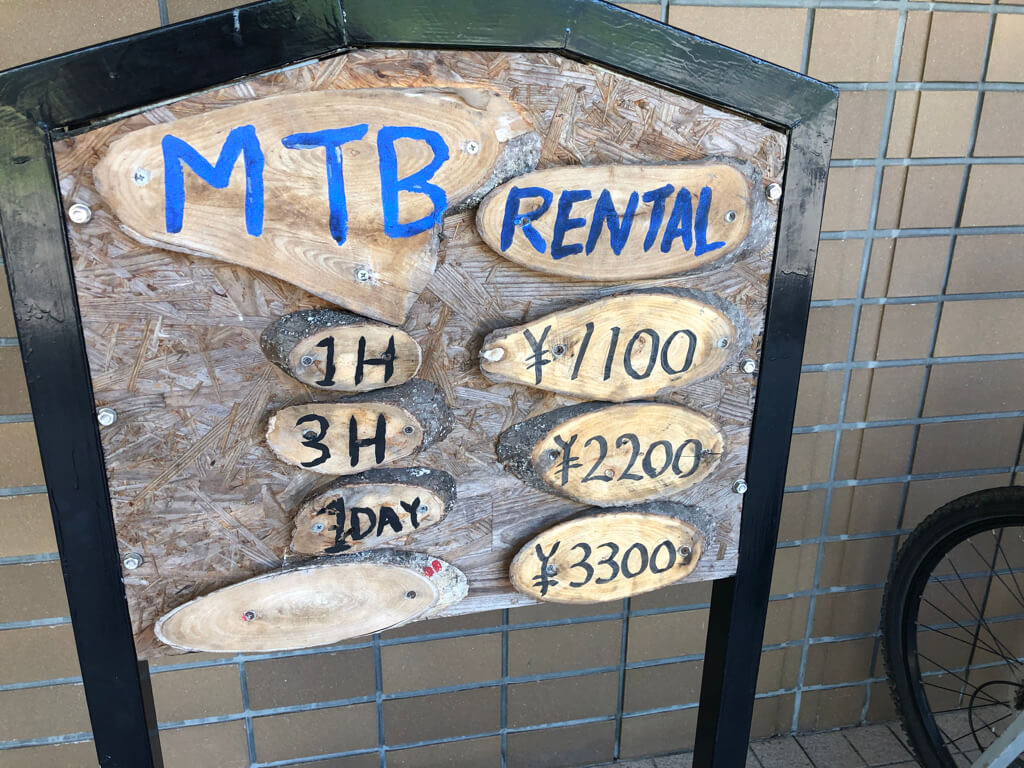 MTB
RENTAL
1H ¥1100
3H ¥2200
1DAY ¥3300